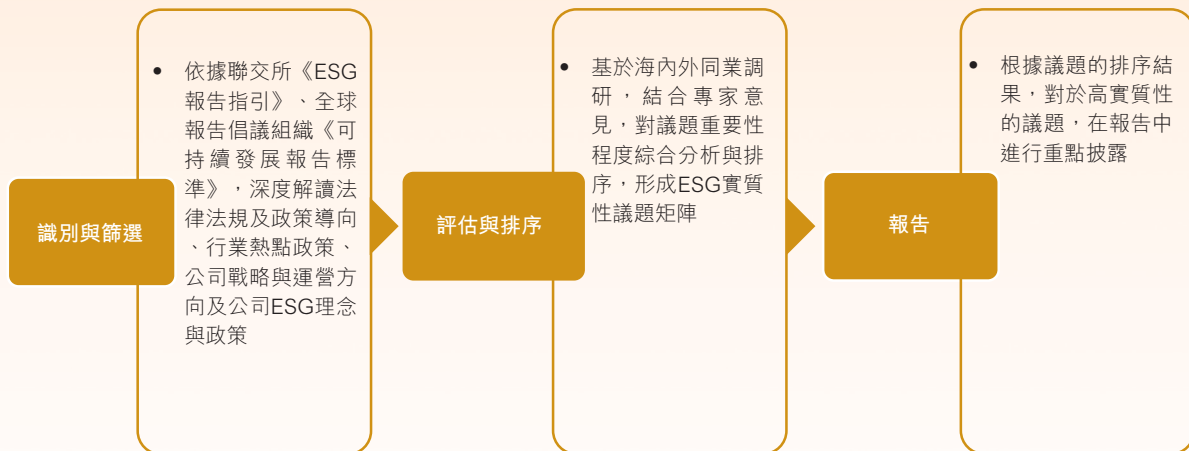 識別與篩選
• 依據聯交所《ESG
報告指引》、全球
報告倡議組織《可
持續發展報告標
準》，深度解讀法
律法規及政策導向
、行業熱點政策、
公司戰略與運營方
向及公司ESG理念
與政策
評估與排序
• 基於海內外同業調
研，結合專家意
見，對議題重要性
程度綜合分析與排
序，形成ESG實質
性議題矩陣
報告
• 根據議題的排序結
果，對於高實質性
的議題，在報告中
進行重點披露